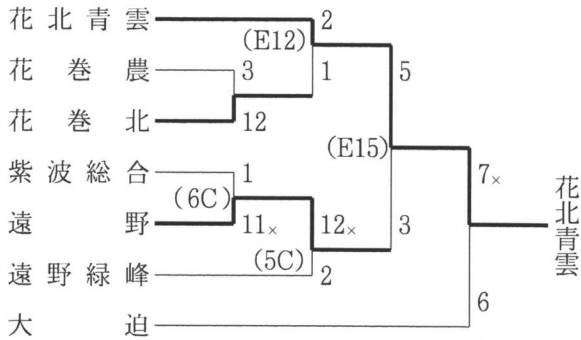 花北青雲
花巻農
花巻北
紫波総合
遠野
遠野緑峰
大迫
2
(E12)
3
1
12
5
(E15)
1
(6C)
11×
12×
(5C)
2
3
7×
6
花北青雲